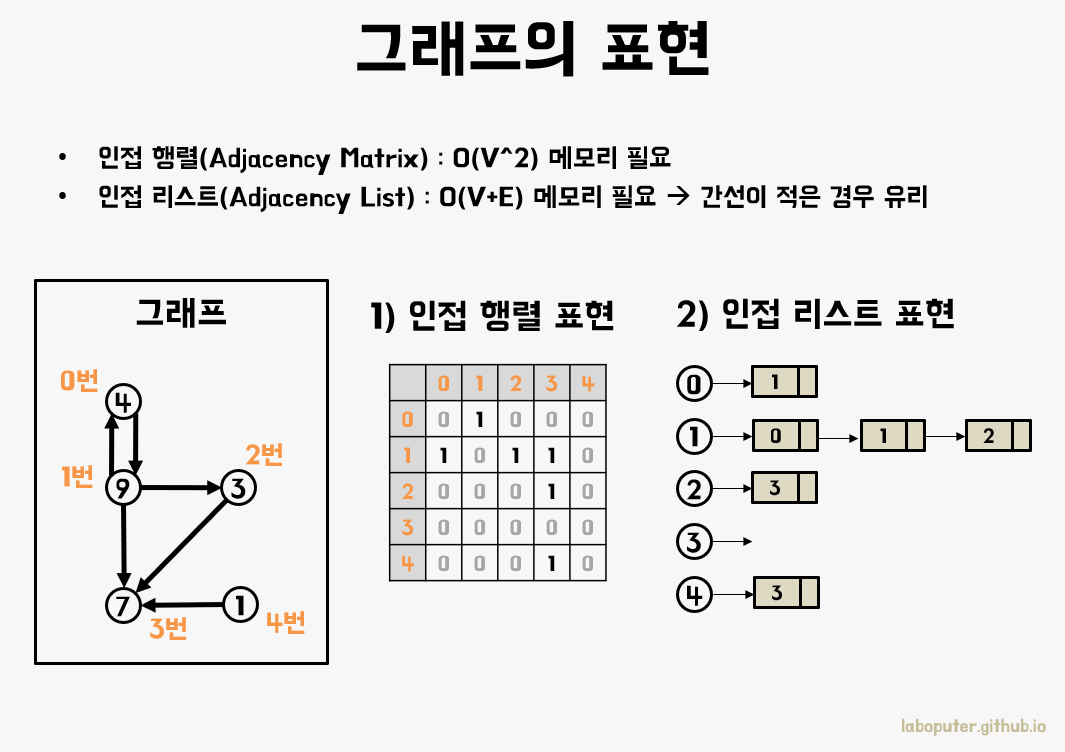 그래프의 표현
• 인접 행렬(Adjacency Matrix) : O(V^2) 메모리 필요
• 인접 리스트(Adjacency List) : O(V+E) 메모리 필요 → 간선이 적은 경우 유리
그래프
0번
4
1번
9
2번
3
7
3번
1
4번
1) 인접 행렬 표현
0 1 2 3 4
0 0 1 0 0 0
1 1 0 1 1 0
2 0 0 0 1 0
3 0 0 0 0 0
4 0 0 0 1 0
2) 인접 리스트 표현
0 1
1 0 1 2
2 3
3
4 3
laboputer.github.io